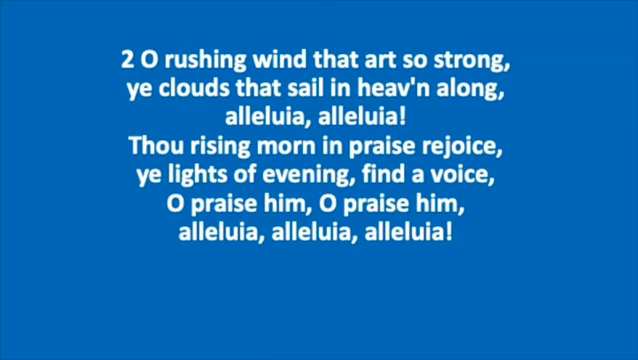 2 O rushing wind that art so strong,
ye clouds that sail in heav'n along,
alleluia, alleluia!
Thou rising morn in praise rejoice,
ye lights of evening, find a voice,
O praise him, O praise him,
alleluia, alleluia, alleluia!